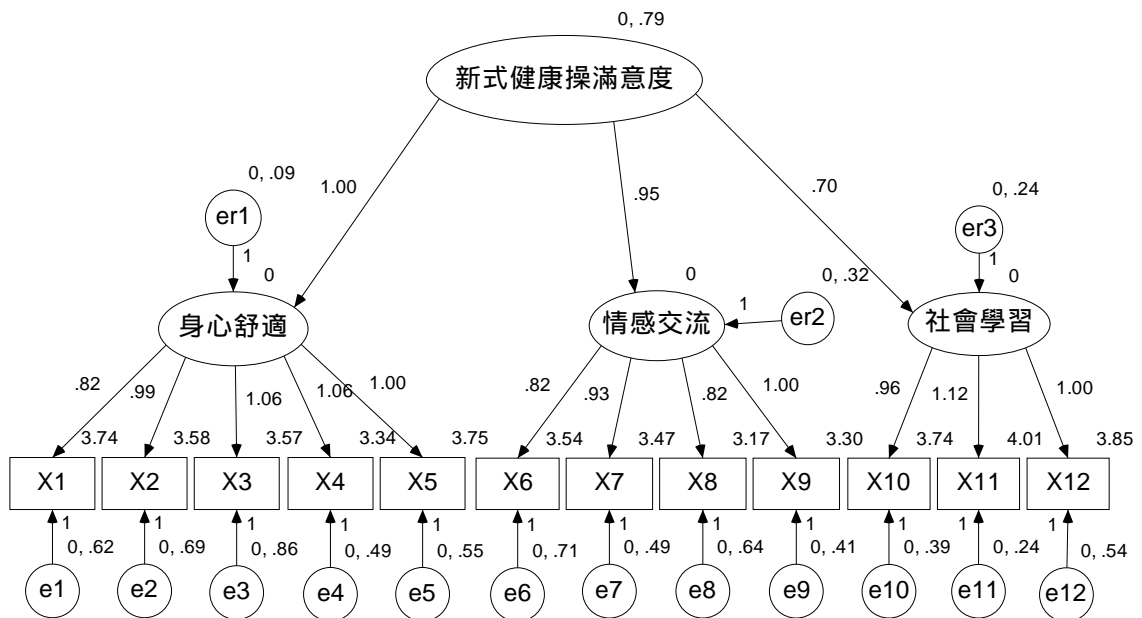 0, .79
新式健康操滿意度
0, .09
1.00
.95
.70
0, .24
er1
er3
1
0
0
0, .32
1
er2
1
0
身心舒適
情感交流
社會學習
.82
.99
1.06
1.06
1.00
.82
.93
.82
1.00
.96
1.12
1.00
3.74
3.58
3.57
3.34
3.75
3.54
3.47
3.17
3.30
3.74
4.01
3.85
X1
X2
X3
X4
X5
X6
X7
X8
X9
X10
X11
X12
1
1
1
1
1
1
1
1
1
1
1
1
0, .62
0, .69
0, .86
0, .49
0, .55
0, .71
0, .49
0, .64
0, .41
0, .39
0, .24
0, .54
e1
e2
e3
e4
e5
e6
e7
e8
e9
e10
e11
e12